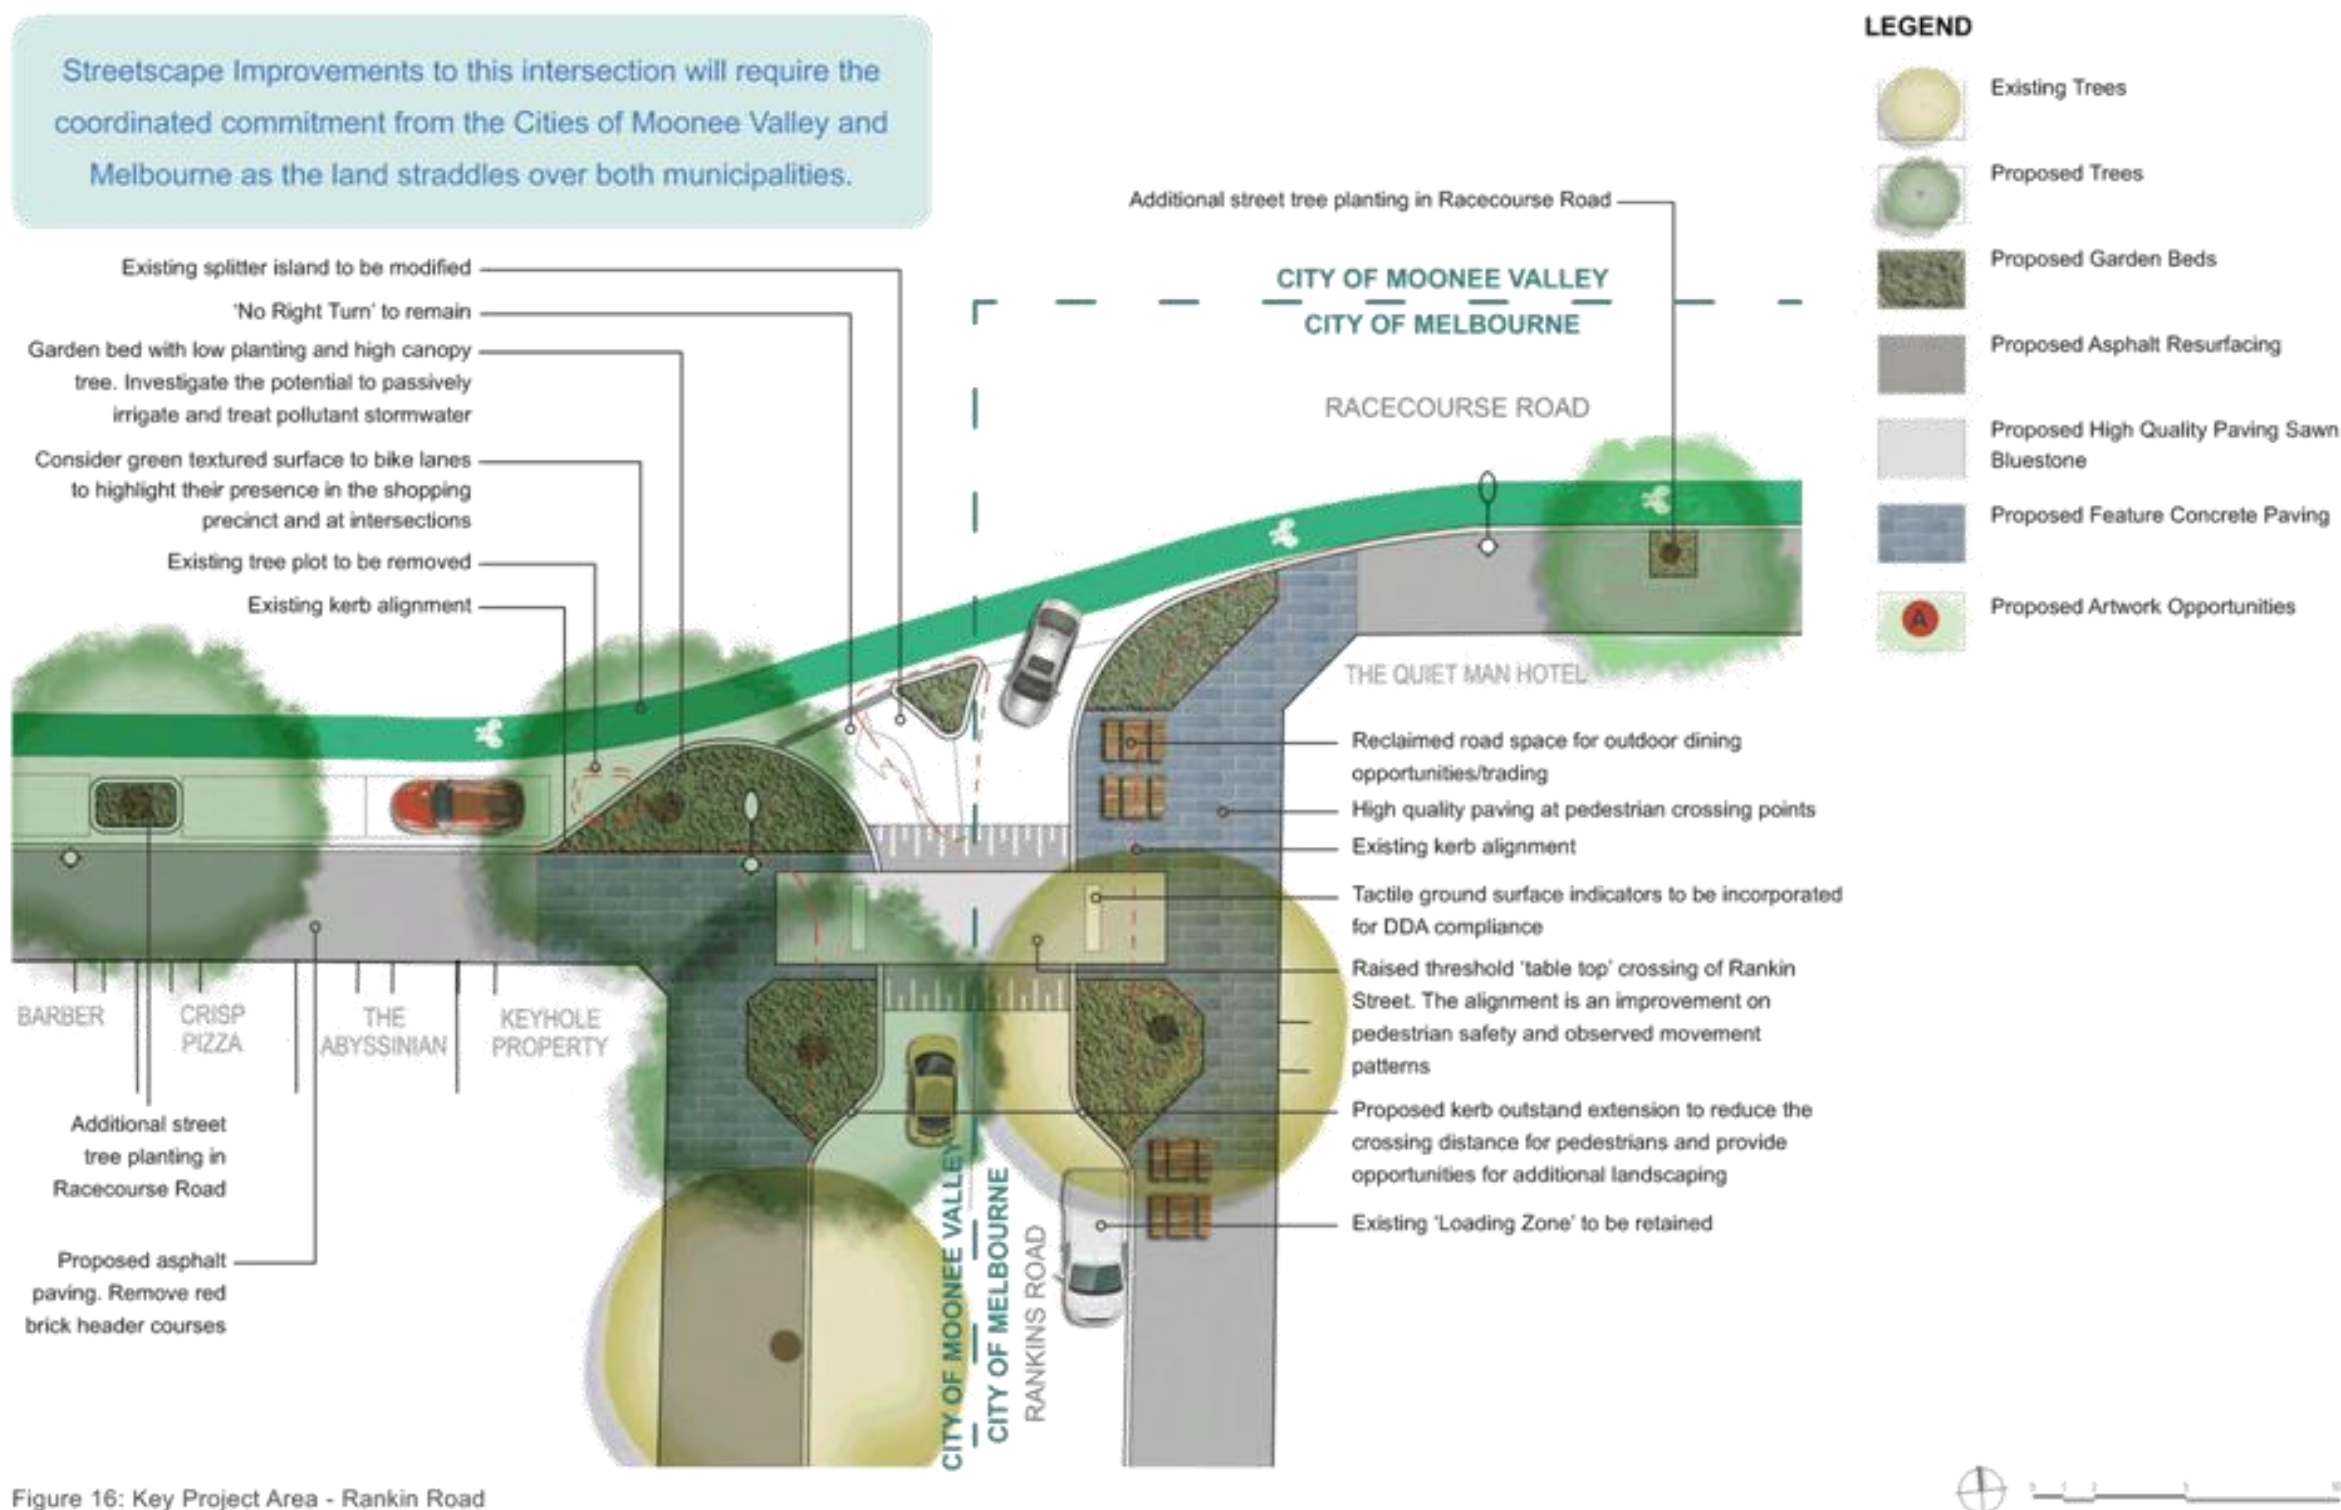 Streetscape Improvements to this intersection will require the
coordinated commitment from the Cities of Moonee Valley and
Melbourne as the land straddles over both municipalities.
Existing splitter island to be modified
'No Right Turn' to remain
Garden bed with low planting and high canopy
tree. Investigate the potential to passively
irrigate and treat pollutant stormwater
Consider green textured surface to bike lanes
to highlight their presence in the shopping
precinct and at intersections
Existing tree plot to be removed
Existing kerb alignment
Additional street tree planting in Racecourse Road
CITY OF MOONEE VALLEY
CITY OF MELBOURNE
RACECOURSE ROAD
THE QUIET MAN HOTEL
Reclaimed road space for outdoor dining
opportunities/trading
High quality paving at pedestrian crossing points
Existing kerb alignment
Tactile ground surface indicators to be incorporated
for DDA compliance
Raised threshold 'table top' crossing of Rankin
Street. The alignment is an improvement on
pedestrian safety and observed movement
patterns
Proposed kerb outstand extension to reduce the
crossing distance for pedestrians and provide
opportunities for additional landscaping
Existing 'Loading Zone' to be retained
BARBER
CRISP
PIZZA
THE
ABYSSINIAN
KEYHOLE
PROPERTY
Additional street
tree planting in
Racecourse Road
Proposed asphalt
paving. Remove red
brick header courses
CITY OF MOONEE VALLEY
CITY OF MELBOURNE
RANKINS ROAD
LEGEND
Existing Trees
Proposed Trees
Proposed Garden Beds
Proposed Asphalt Resurfacing
Proposed High Quality Paving Sawn
Bluestone
Proposed Feature Concrete Paving
A
Proposed Artwork Opportunities
Figure 16: Key Project Area - Rankin Road